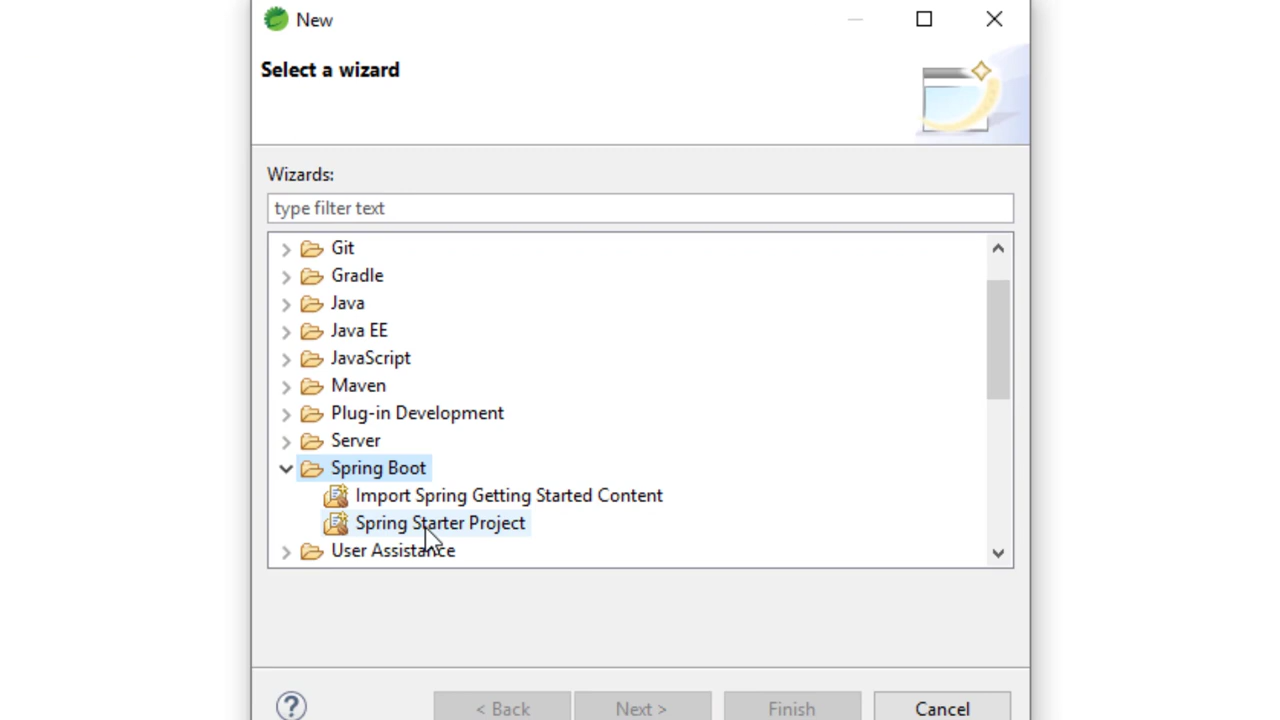 New
Select a wizard
Wizards:
type filter text
Git
Gradle
Java
Java EE
JavaScript
Maven
Plug-in Development
Server
Spring Boot
Import Spring Getting Started Content
Spring Starter Project
User Assistance
?
< Back
Next >
Finish
Cancel